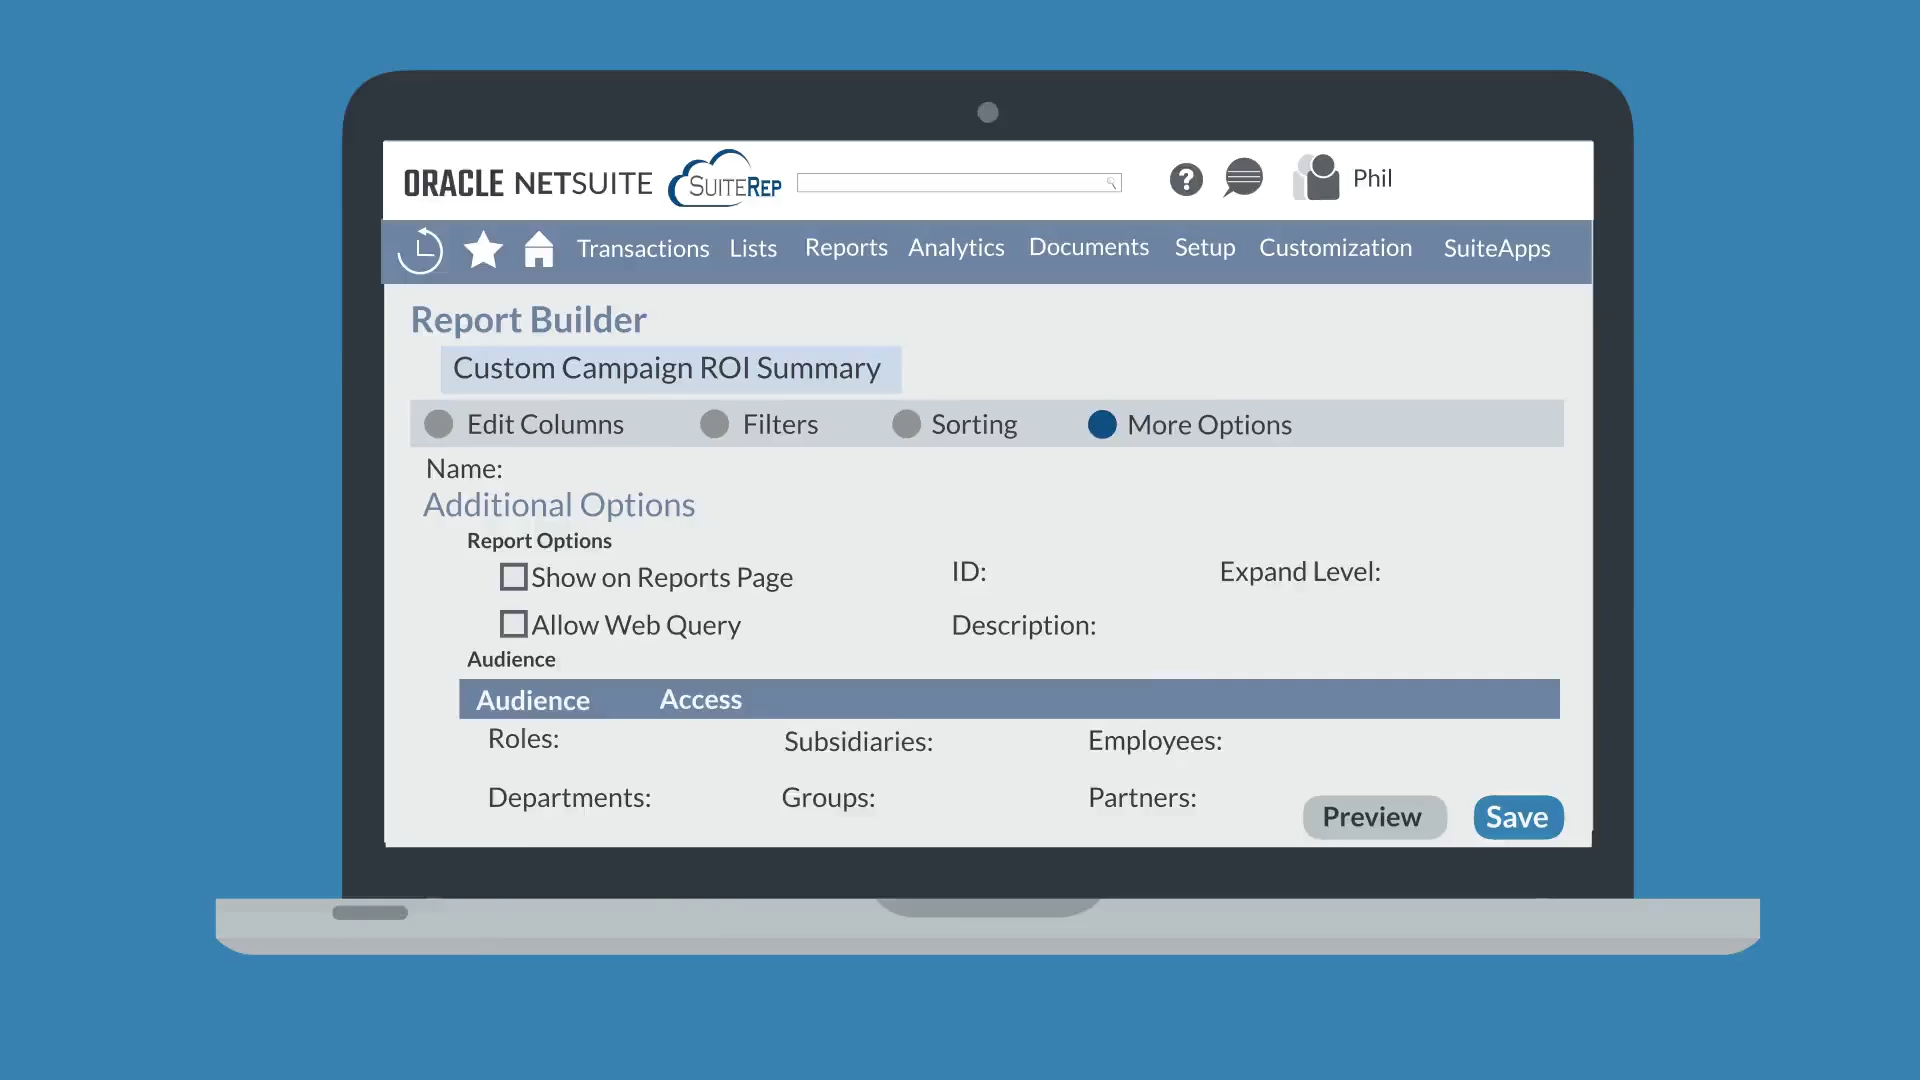 ORACLE NETSUITE SUITEREP ? Phil
Transactions Lists Reports Analytics Documents Setup Customization SuiteApps
Report Builder
Custom Campaign ROI Summary
Edit Columns Filters Sorting More Options
Name:
Additional Options
Report Options
Show on Reports Page ID: Expand Level:
Allow Web Query Description:
Audience
Audience Access
Roles: Subsidiaries: Employees:
Departments: Groups: Partners:
Preview Save